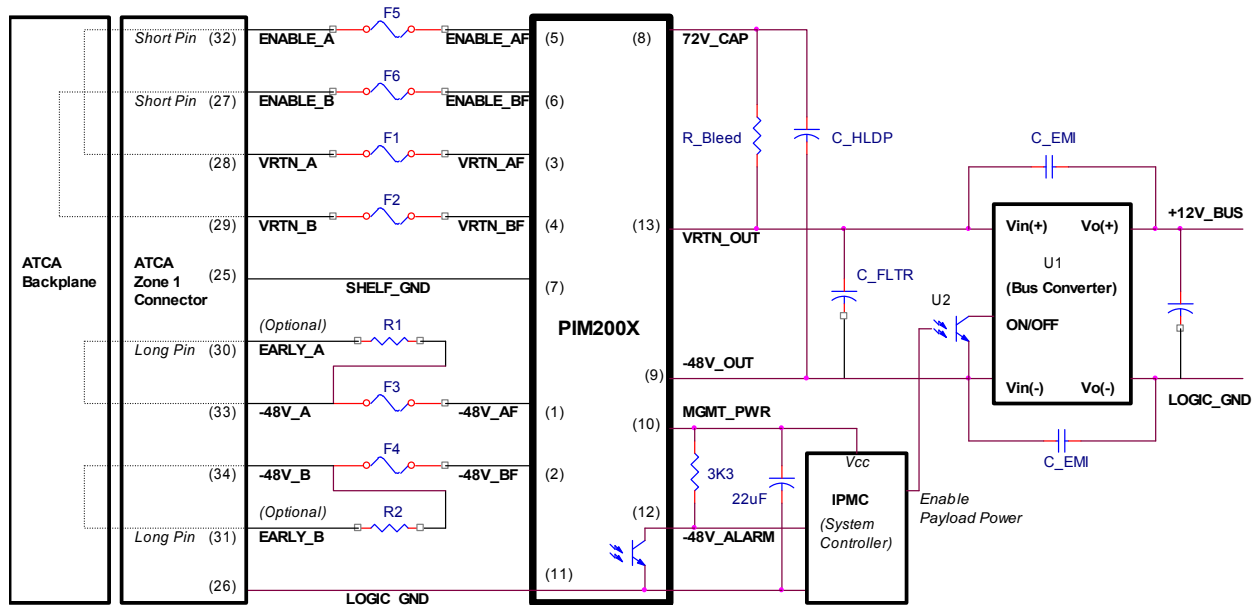 F5
Short Pin (32) ENABLE_A ENABLE_AF (5) (8) 72V_CAP
F6
Short Pin (27) ENABLE_B ENABLE_BF (6)
F1
R_Bleed C_HLDP C_EMI
(28) VRTN_A VRTN_AF (3)
F2
(29) VRTN_B VRTN_BF (4) (13) VRTN_OUT
Vin(+) Vo(+) +12V_BUS
ATCA Backplane
ATCA Zone 1 Connector
(25) SHELF_GND (7)
C_FLTR
U1
(Bus Converter)
U2
ON/OFF
PIM200X
(Optional) R1
Long Pin (30) EARLY_A
(9) -48V_OUT
Vin(-) Vo(-) LOGIC_GND
F3
(33) -48V_A -48V_AF (1)
(10) MGMT_PWR
F4
(34) -48V_B -48V_BF (2)
C_EMI
3K3
22uF
Vcc
IPMC
(System Controller)
Enable Payload Power
(Optional) R2
Long Pin (31) EARLY_B
(12) -48V_ALARM
(26) LOGIC_GND (11)